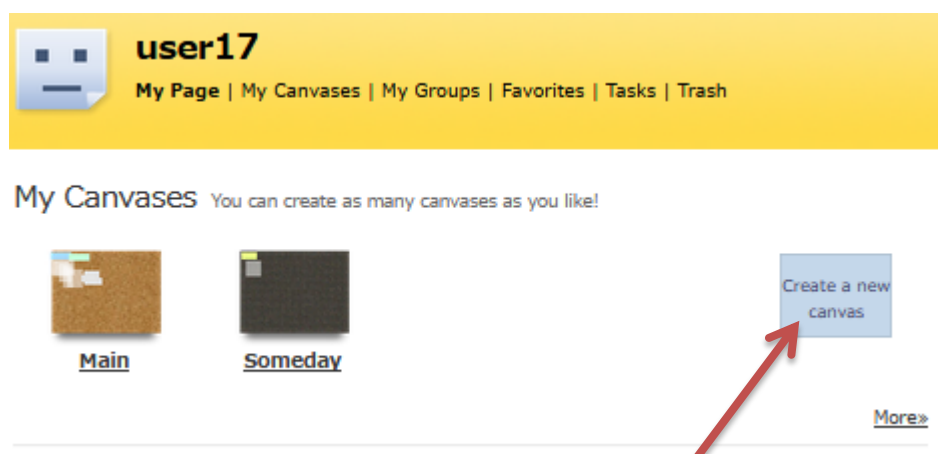 user17
My Page | My Canvases | My Groups | Favorites | Tasks | Trash
My Canvases You can create as many canvases as you like!
Create a new
canvas
Main
Someday
More»